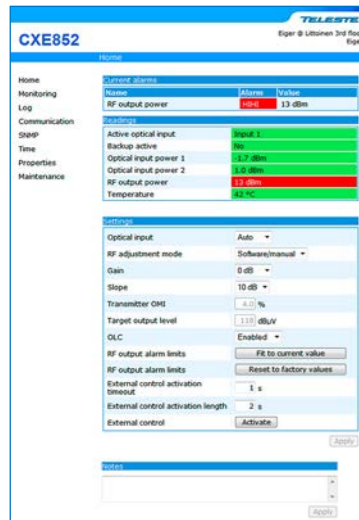 TELESTE
CXE852
Eiger @ Littoinen 3rd floo
Eige
Home
Home
Monitoring
Log
Communication
SNMP
Time
Properties
Maintenance
Current alarms
Name Alarm Value
RF output power HIHI 13 dBm
Readings
Active optical input Input 1
Backup active No
Optical input power 1 -1.7 dBm
Optical input power 2 1.0 dBm
RF output power 13 dBm
Temperature 42 °C
Settings
Optical input Auto
RF adjustment mode Software/manual
Gain 0 dB
Slope 10 dB
Transmitter OMI 4.0 %
Target output level 110 dBµV
OLC Enabled
RF output alarm limits Fit to current value
RF output alarm limits Reset to factory values
External control activation
timeout 1 s
External control activation length 2 s
External control Activate
Apply
Notes
Apply